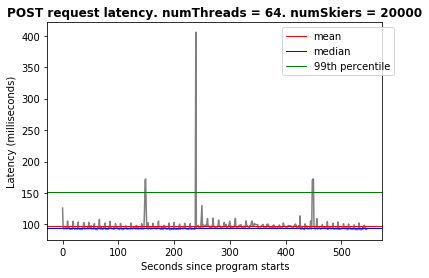 POST request latency. numThreads = 64. numSkiers = 20000
mean
median
99th percentile
400
350
300
250
200
150
100
Latency (milliseconds)
0
100
200
300
400
500
Seconds since program starts